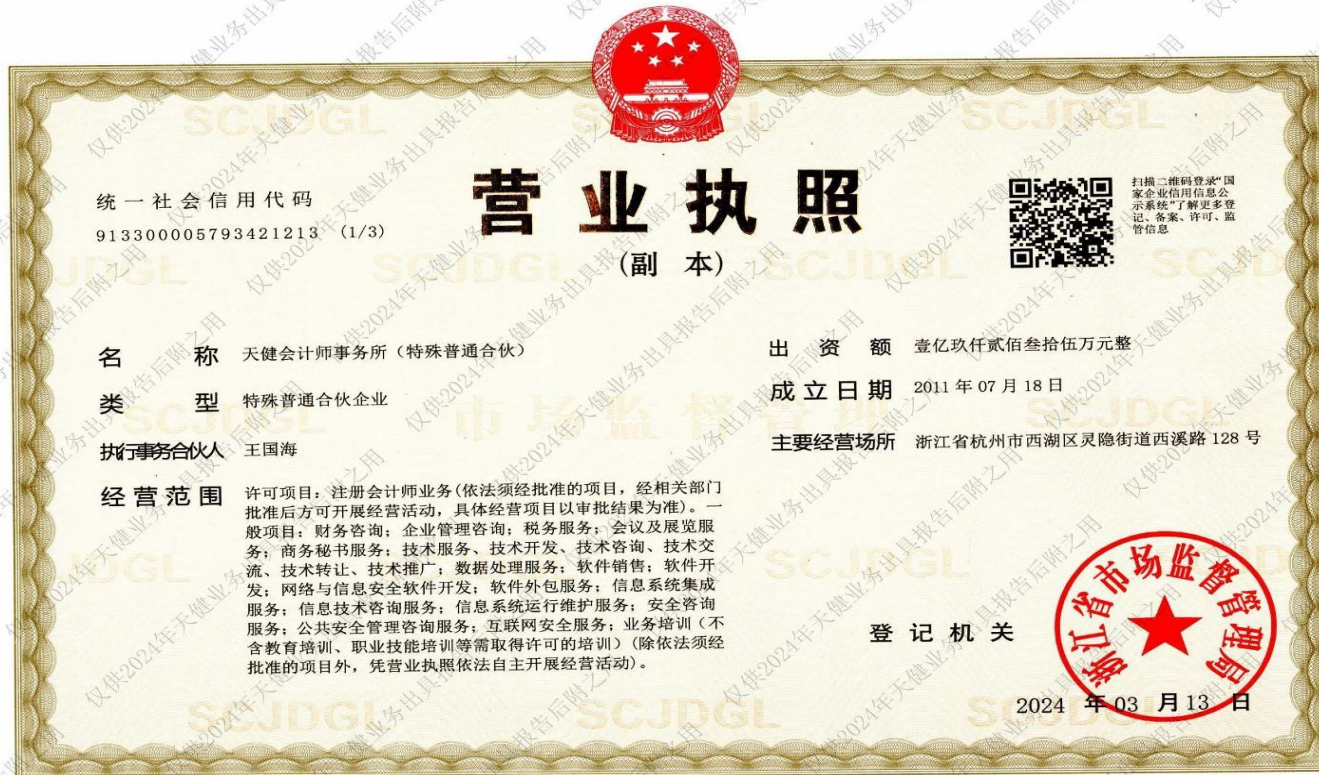 营业执照
(副 本)
统一社会信用代码
913300005793421213 (1/3)
扫描二维码登录“国
家企业信用信息公
示系统”了解更多登
记、备案、许可、监
管信息
名 称 天健会计师事务所（特殊普通合伙）
类 型 特殊普通合伙企业
执行事务合伙人 王国海
经营范围 许可项目：注册会计师业务(依法须经批准的项目，经相关部门
批准后方可开展经营活动，具体经营项目以审批结果为准)。一
般项目：财务咨询；企业管理咨询；税务服务；会议及展览服
务；商务秘书服务；技术服务、技术开发、技术咨询、技术交
流、技术转让、技术推广；数据处理服务；软件销售；软件开
发；网络与信息安全软件开发；软件外包服务；信息系统集成
服务；信息技术咨询服务；信息系统运行维护服务；安全咨询
服务；公共安全管理咨询服务；互联网安全服务；业务培训（不
含教育培训、职业技能培训等需取得许可的培训）(除依法须经
批准的项目外，凭营业执照依法自主开展经营活动)。
出 资 额 壹亿玖仟贰佰叁拾伍万元整
成立日期 2011 年 07 月 18 日
主要经营场所 浙江省杭州市西湖区灵隐街道西溪路 128 号
登记机关
浙江省市场监督管理局
2024 年 03 月 13 日
市场监督管理
SCJDGL
仅供2024年天健业务出具报告后附之用